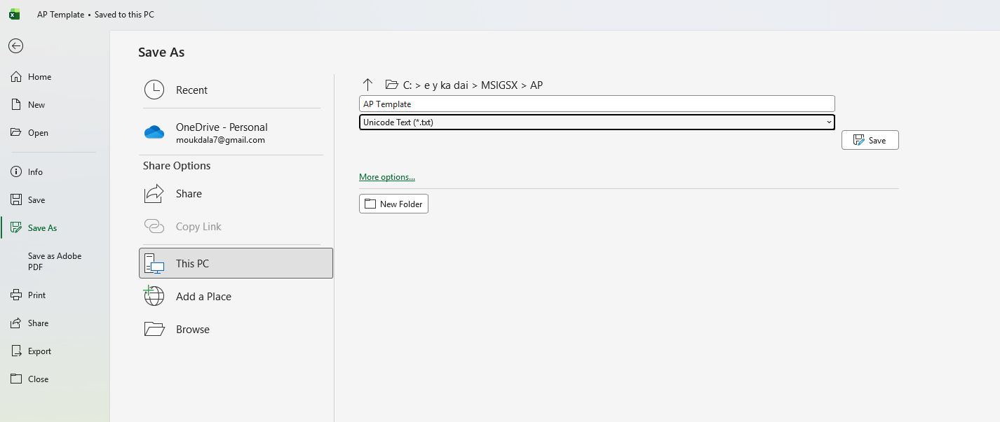 AP Template • Saved to this PC
Home
New
Open
Info
Save
Save As
Save as Adobe
PDF
Print
Share
Export
Close
Save As
Recent
OneDrive - Personal
moukdala7@gmail.com
Share Options
Share
Copy Link
This PC
Add a Place
Browse
C: > e y ka dai > MSIGSX > AP
AP Template
Unicode Text (*.txt)
Save
More options...
New Folder